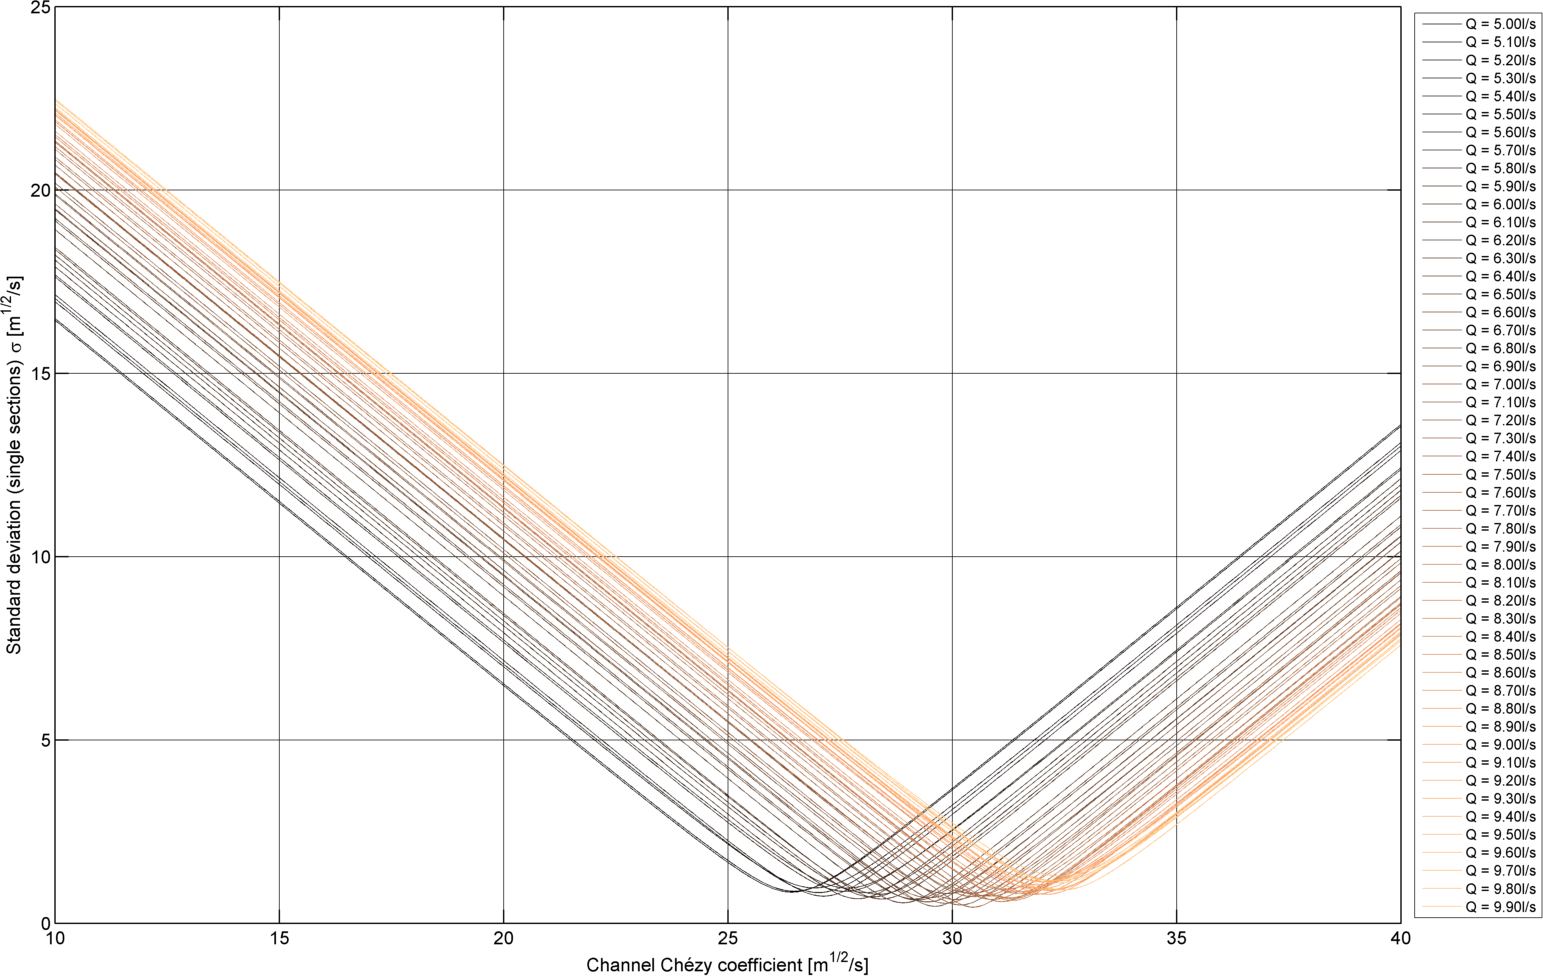 25
20
15
10
5
0
10
15
20
25
30
35
40
Standard deviation (single sections) σ [m^1/2/s]
Channel Chézy coefficient [m^1/2/s]
Q = 5.00l/s
Q = 5.10l/s
Q = 5.20l/s
Q = 5.30l/s
Q = 5.40l/s
Q = 5.50l/s
Q = 5.60l/s
Q = 5.70l/s
Q = 5.80l/s
Q = 5.90l/s
Q = 6.00l/s
Q = 6.10l/s
Q = 6.20l/s
Q = 6.30l/s
Q = 6.40l/s
Q = 6.50l/s
Q = 6.60l/s
Q = 6.70l/s
Q = 6.80l/s
Q = 6.90l/s
Q = 7.00l/s
Q = 7.10l/s
Q = 7.20l/s
Q = 7.30l/s
Q = 7.40l/s
Q = 7.50l/s
Q = 7.60l/s
Q = 7.70l/s
Q = 7.80l/s
Q = 7.90l/s
Q = 8.00l/s
Q = 8.10l/s
Q = 8.20l/s
Q = 8.30l/s
Q = 8.40l/s
Q = 8.50l/s
Q = 8.60l/s
Q = 8.70l/s
Q = 8.80l/s
Q = 8.90l/s
Q = 9.00l/s
Q = 9.10l/s
Q = 9.20l/s
Q = 9.30l/s
Q = 9.40l/s
Q = 9.50l/s
Q = 9.60l/s
Q = 9.70l/s
Q = 9.80l/s
Q = 9.90l/s